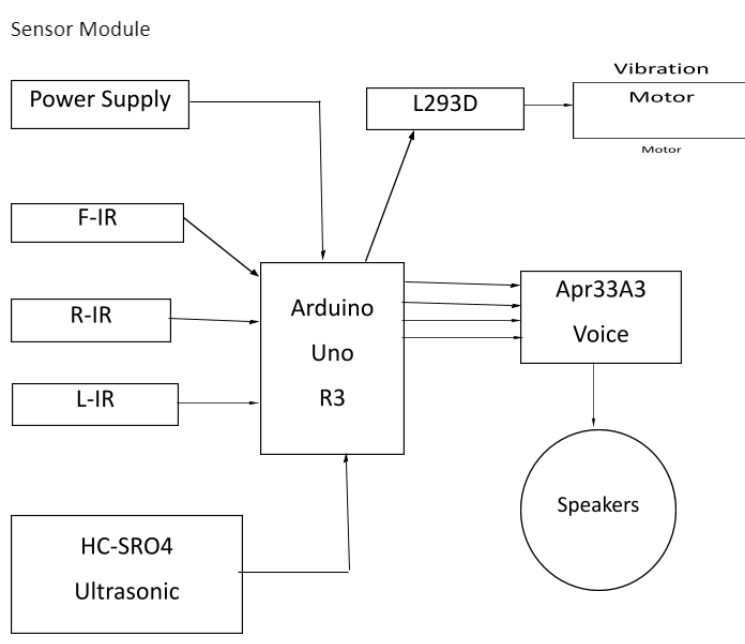 Sensor Module
Power Supply
L293D
Vibration
Motor
Motor
F-IR
R-IR
L-IR
Arduino
Uno
R3
Apr33A3
Voice
Speakers
HC-SRO4
Ultrasonic